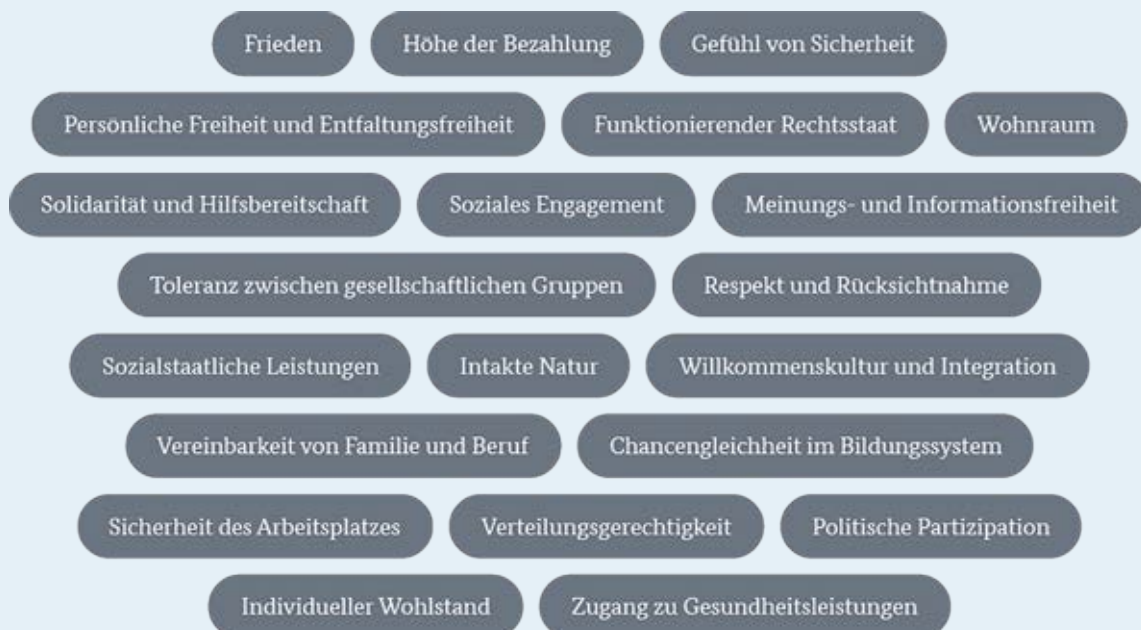 Frieden Höhe der Bezahlung Gefühl von Sicherheit
Persönliche Freiheit und Entfaltungsfreiheit Funktionierender Rechtsstaat Wohnraum
Solidarität und Hilfsbereitschaft Soziales Engagement Meinungs- und Informationsfreiheit
Toleranz zwischen gesellschaftlichen Gruppen Respekt und Rücksichtnahme
Sozialstaatliche Leistungen Intakte Natur Willkommenskultur und Integration
Vereinbarkeit von Familie und Beruf Chancengleichheit im Bildungssystem
Sicherheit des Arbeitsplatzes Verteilungsgerechtigkeit Politische Partizipation
Individueller Wohlstand Zugang zu Gesundheitsleistungen